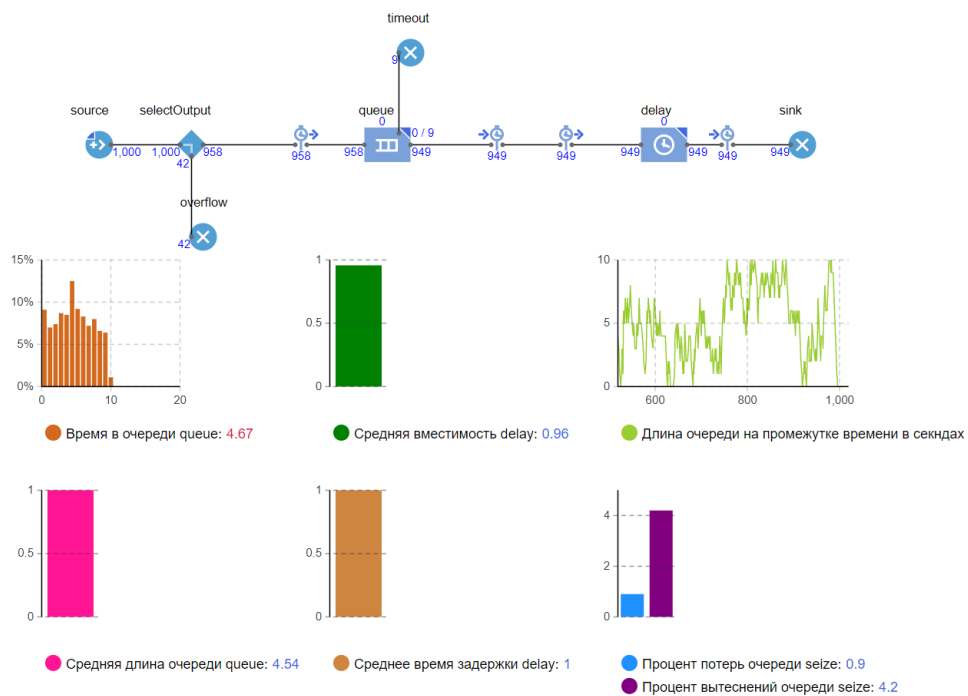 timeout
9
source selectOutput queue delay sink
0 0
0 / 9
1,000 1,000 958 958 958 949 949 949 949 949 949 949
42
overflow
42
15% 1 10
10%
0.5 5
5%
0% 0 0
0 10 20 600 800 1,000
Время в очереди queue: 4.67 Средняя вместимость delay: 0.96 Длина очереди на промежутке времени в секндах
1 1
4
0.5 0.5
2
0 0 0
Средняя длина очереди queue: 4.54 Среднее время задержки delay: 1 Процент потерь очереди seize: 0.9
Процент вытеснений очереди seize: 4.2